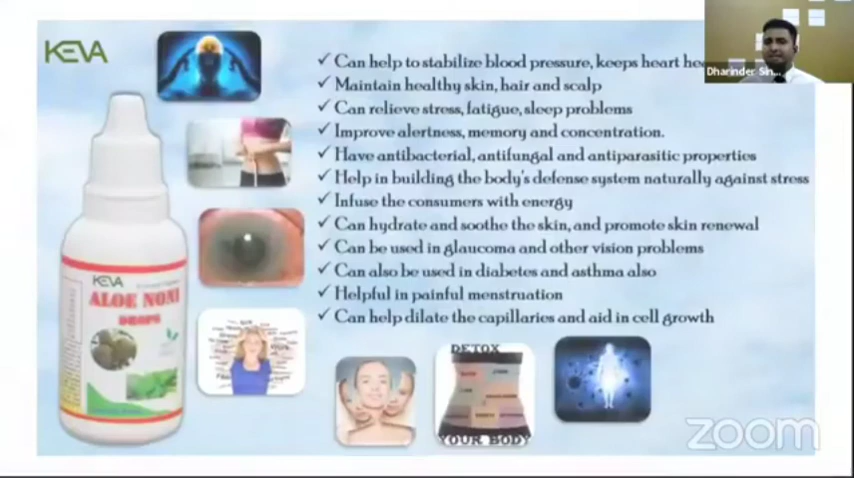 KEVA
✓ Can help to stabilize blood pressure, keeps heart
✓ Maintain healthy skin, hair and scalp
✓ Can relieve stress, fatigue, sleep problems
✓ Improve alertness, memory and concentration.
✓ Have antibacterial, antifungal and antiparasitic properties
✓ Help in building the body's defense system naturally against stress
✓ Infuse the consumers with energy
✓ Can hydrate and soothe the skin, and promote skin renewal
✓ Can be used in glaucoma and other vision problems
✓ Can also be used in diabetes and asthma also
✓ Helpful in painful menstruation
✓ Can help dilate the capillaries and aid in cell growth
Dharinder
KEVA
ALOE NONI
DROPS
DETOX
YOUR BODY
zoom